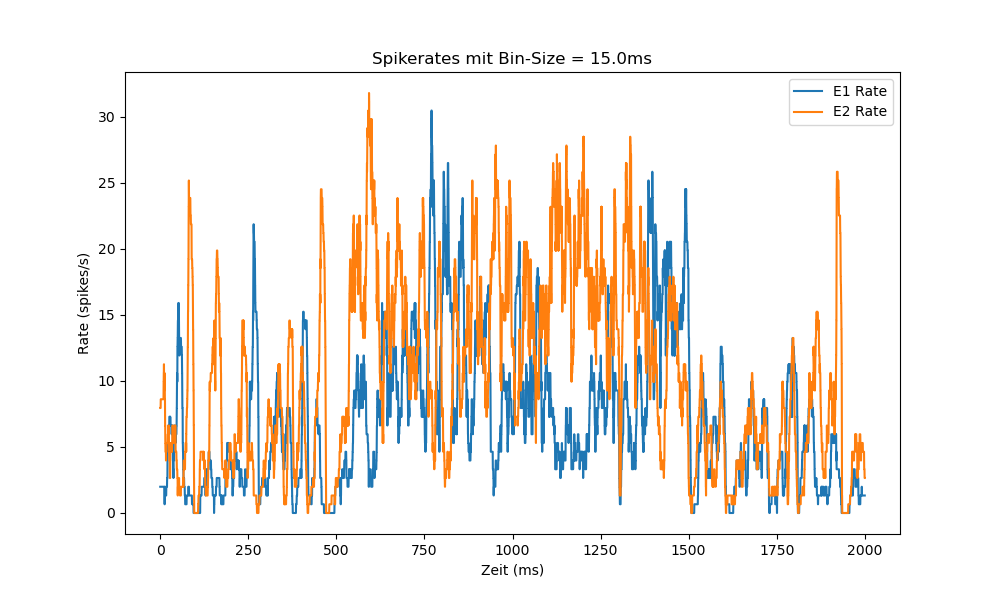 Spikerates mit Bin-Size = 15.0ms
E1 Rate
E2 Rate
Rate (spikes/s)
30
25
20
15
10
5
0
0 250 500 750 1000 1250 1500 1750 2000
Zeit (ms)